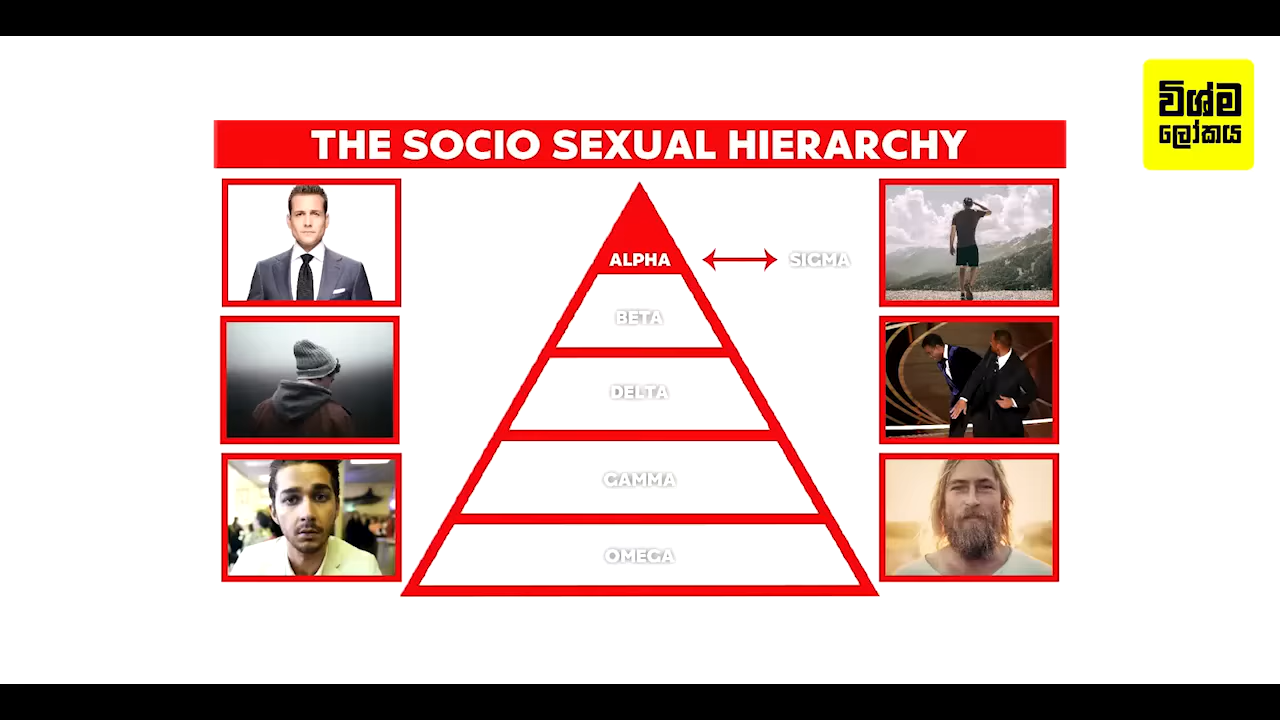 විශ්ම
ලෝකය
THE SOCIO SEXUAL HIERARCHY
ALPHA
SIGMA
BETA
DELTA
GAMMA
OMEGA